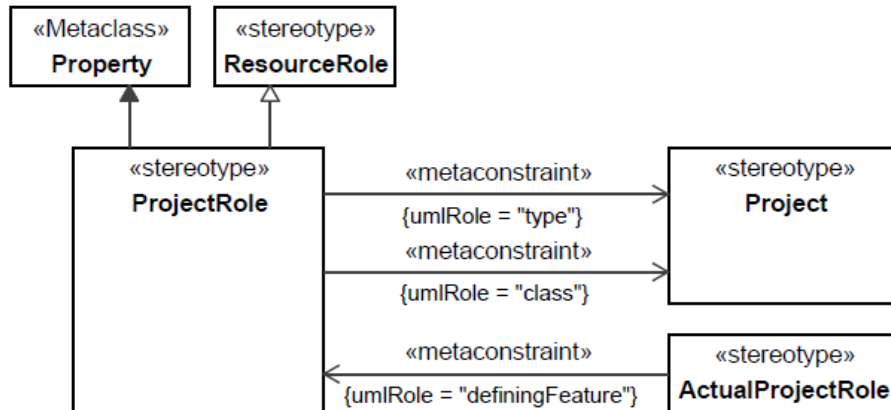 «Metaclass»
Property
«stereotype»
ResourceRole
«stereotype»
ProjectRole
«metaconstraint»
{umlRole = "type"}
«metaconstraint»
{umlRole = "class"}
«stereotype»
Project
«metaconstraint»
{umlRole = "definingFeature"}
«stereotype»
ActualProjectRole